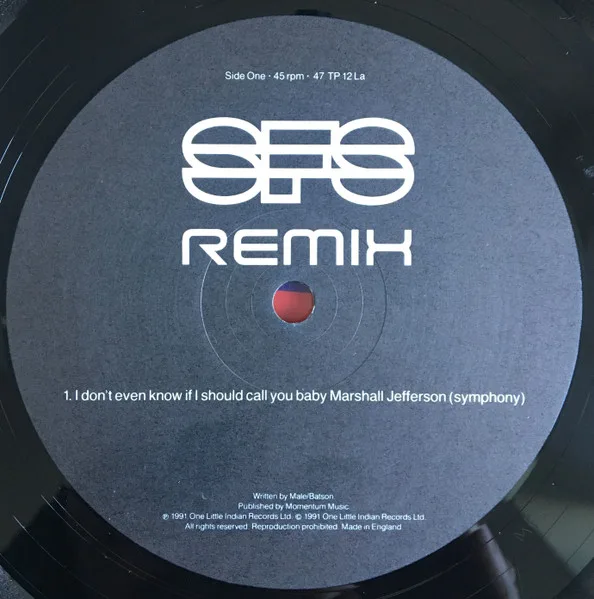 Side One · 45 rpm · 47 TP 12 La
SFS
REMIX
1. I don't even know if I should call you baby Marshall Jefferson (symphony)
Written by Male/Batson.
Published by Momentum Music.
℗ 1991 One Little Indian Records Ltd. © 1991 One Little Indian Records Ltd.
All rights reserved. Reproduction prohibited. Made in England.